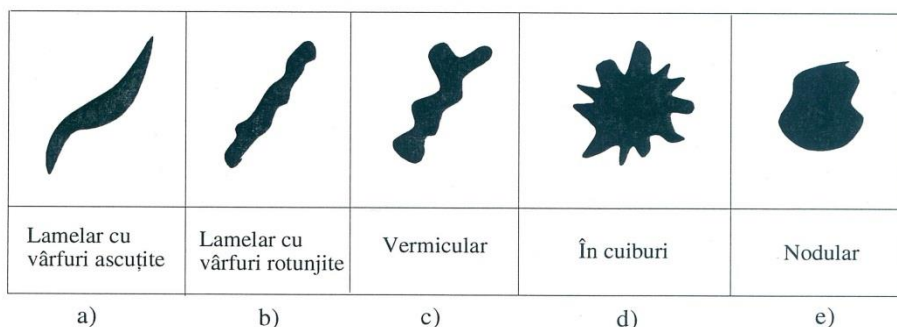 Lamelar cu
vârfuri ascuțite
Lamelar cu
vârfuri rotunjite
Vermicular
În cuiburi
Nodular
a)
b)
c)
d)
e)